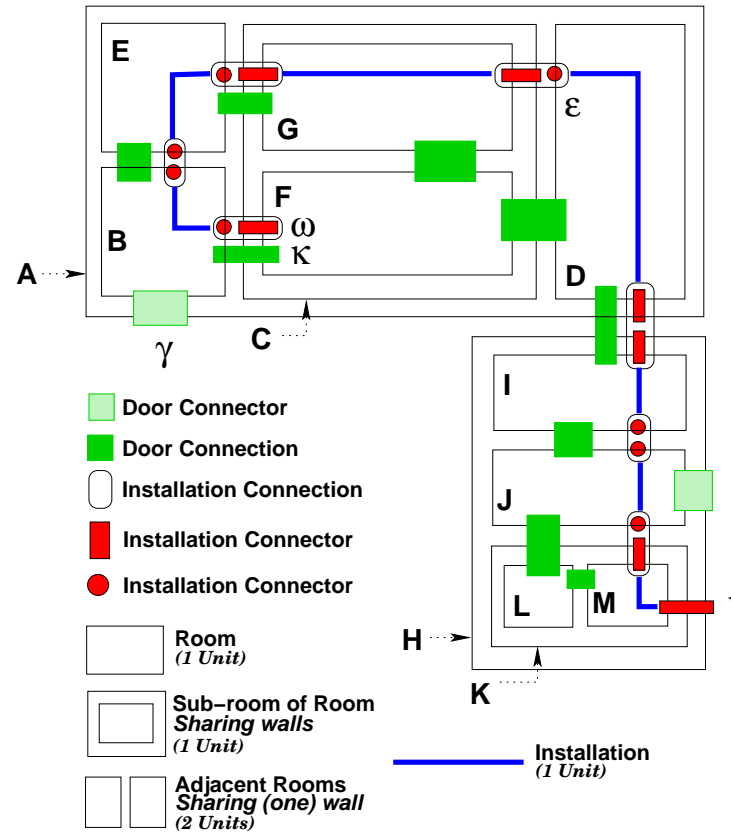 E
G
ε
F
ω
B
κ
A
D
C
γ
I
Door Connector
Door Connection
Installation Connection
J
Installation Connector
Installation Connector
L
M
Room
(1 Unit)
H
K
Sub-room of Room
Sharing walls
(1 Unit)
Installation
(1 Unit)
Adjacent Rooms
Sharing (one) wall
(2 Units)